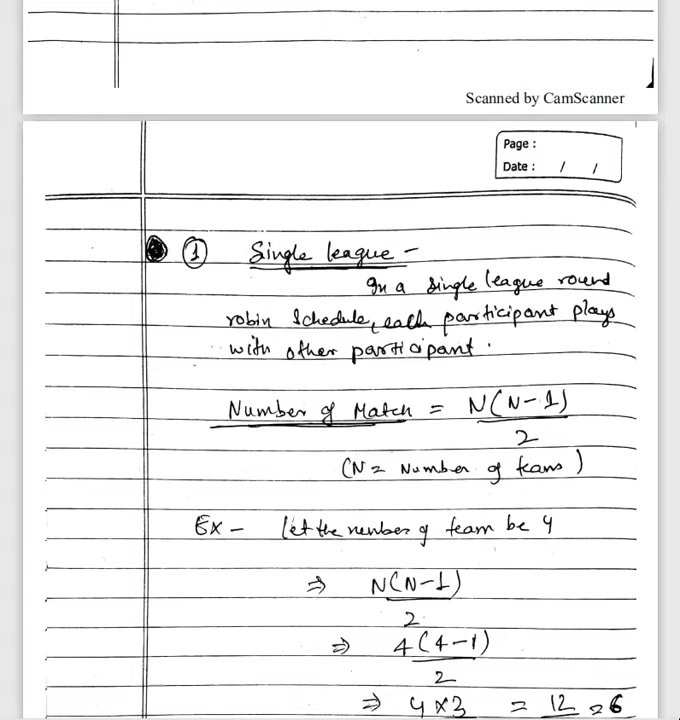 Scanned by CamScanner
Page :
Date : / /
① Single league -
In a single league round
robin schedule, each participant plays
with other participant.
Number of Match = N(N-1)
2
(N = Number of teams)
Ex - let the number of team be 4
⇒ N(N-1)
2
⇒ 4(4-1)
2
⇒ 4×3 = 12 = 6